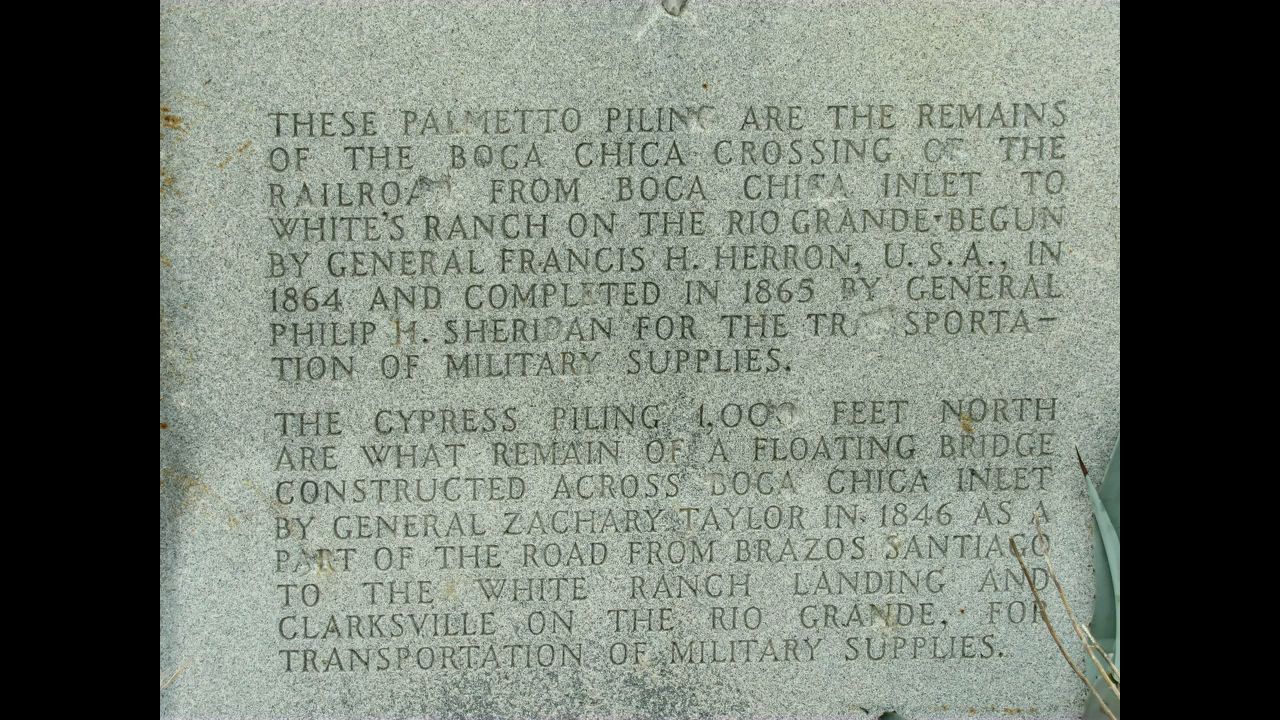 THESE PALMETTO PILING ARE THE REMAINS
OF THE BOCA CHICA CROSSING OF THE
RAILROAD FROM BOCA CHICA INLET TO
WHITE'S RANCH ON THE RIO GRANDE·BEGUN
BY GENERAL FRANCIS H. HERRON, U.S.A., IN
1864 AND COMPLETED IN 1865 BY GENERAL
PHILIP H. SHERIDAN FOR THE TRANSPORTA-
TION OF MILITARY SUPPLIES.
THE CYPRESS PILING 1,000 FEET NORTH
ARE WHAT REMAIN OF A FLOATING BRIDGE
CONSTRUCTED ACROSS BOCA CHICA INLET
BY GENERAL ZACHARY TAYLOR IN 1846 AS A
PART OF THE ROAD FROM BRAZOS SANTIAGO
TO THE WHITE RANCH LANDING AND
CLARKSVILLE ON THE RIO GRANDE, FOR
TRANSPORTATION OF MILITARY SUPPLIES.